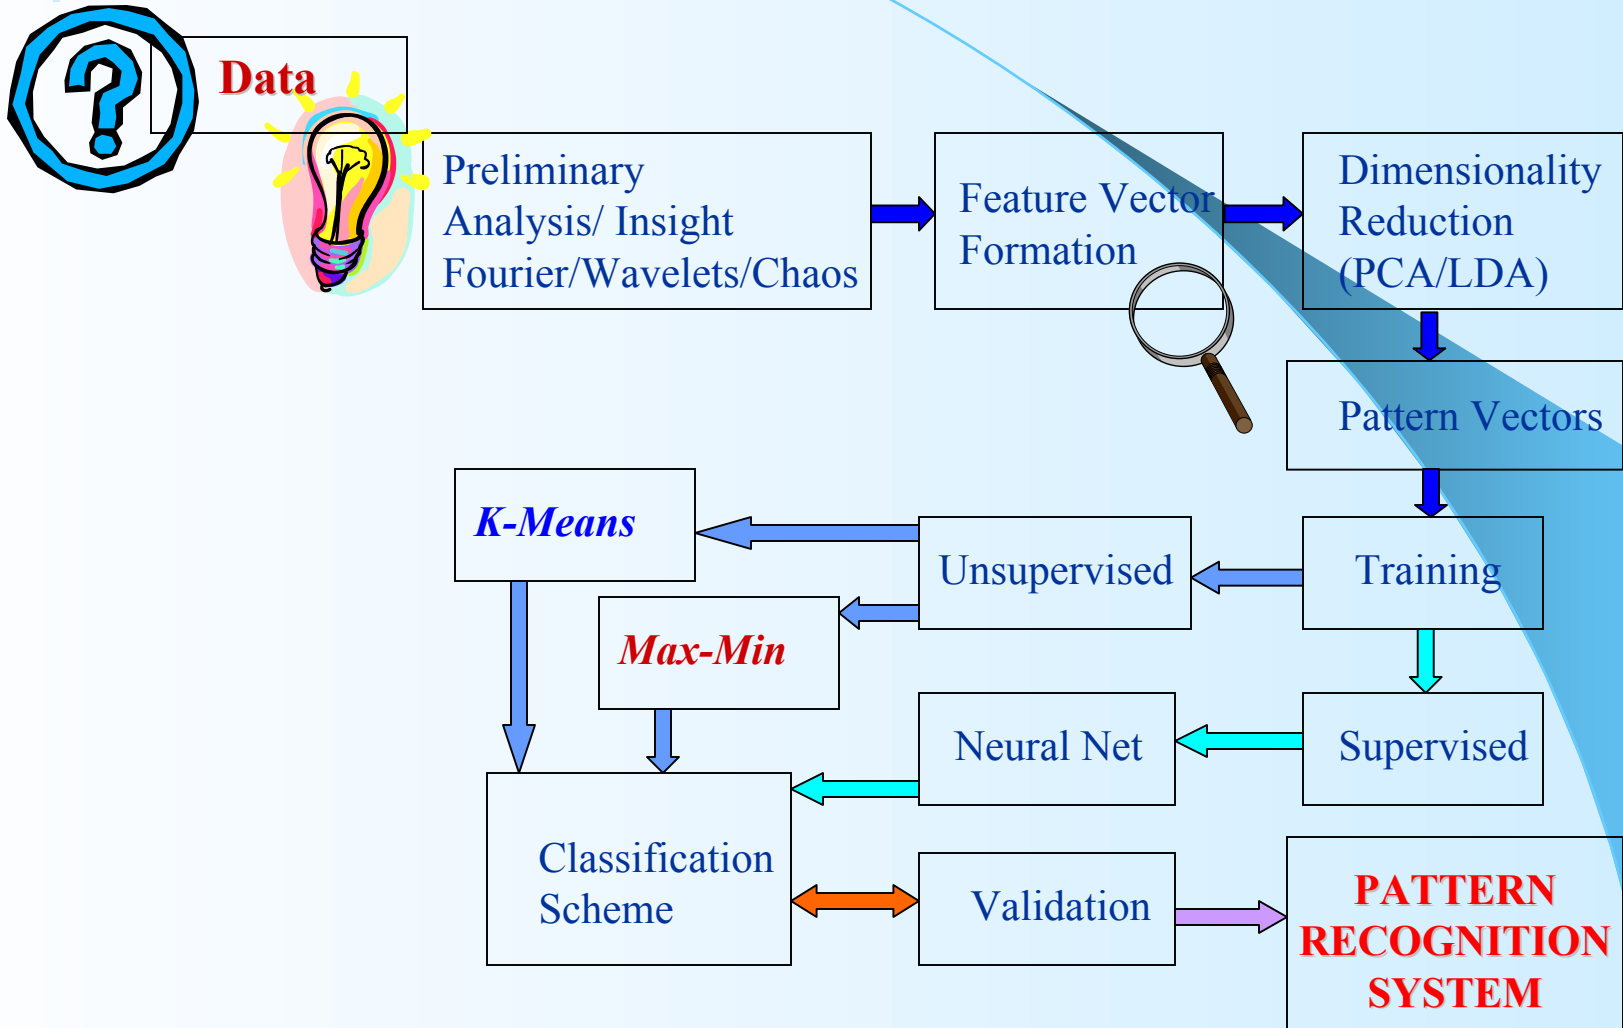 Data
Preliminary
Analysis/ Insight
Fourier/Wavelets/Chaos
Feature Vector
Formation
Dimensionality
Reduction
(PCA/LDA)
Pattern Vectors
Training
Unsupervised
K-Means
Max-Min
Supervised
Neural Net
Classification
Scheme
Validation
PATTERN
RECOGNITION
SYSTEM